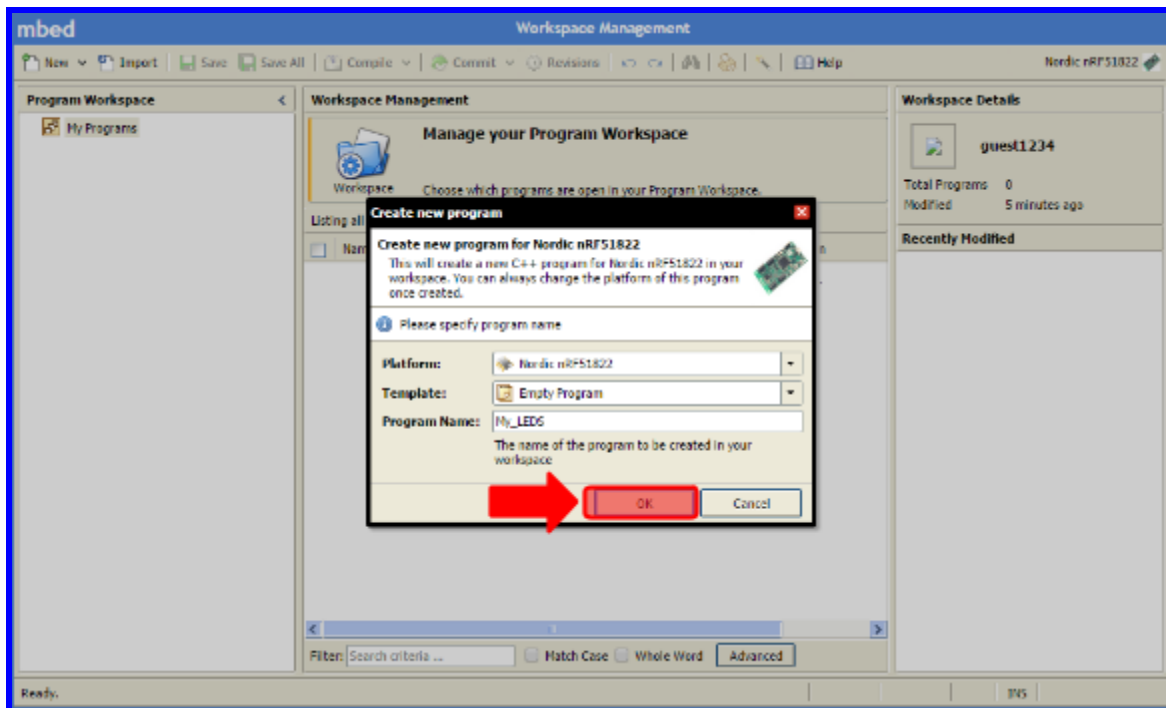 mbed
Workspace Management
New Import Save Save All Compile Commit Revisions Help Nordic nRF51822
Program Workspace
My Programs
Workspace Management
Manage your Program Workspace
Workspace
Choose which programs are open in your Program Workspace.
Listing all
Nam
Create new program
Create new program for Nordic nRF51822
This will create a new C++ program for Nordic nRF51822 in your
workspace. You can always change the platform of this program
once created.
Please specify program name
Platform: Nordic nRF51822
Template: Empty Program
Program Name: My_LEDS
The name of the program to be created in your
workspace
OK Cancel
Filter: Search criteria ... Match Case Whole Word Advanced
Workspace Details
guest1234
Total Programs 0
Modified 5 minutes ago
Recently Modified
Ready.
INS